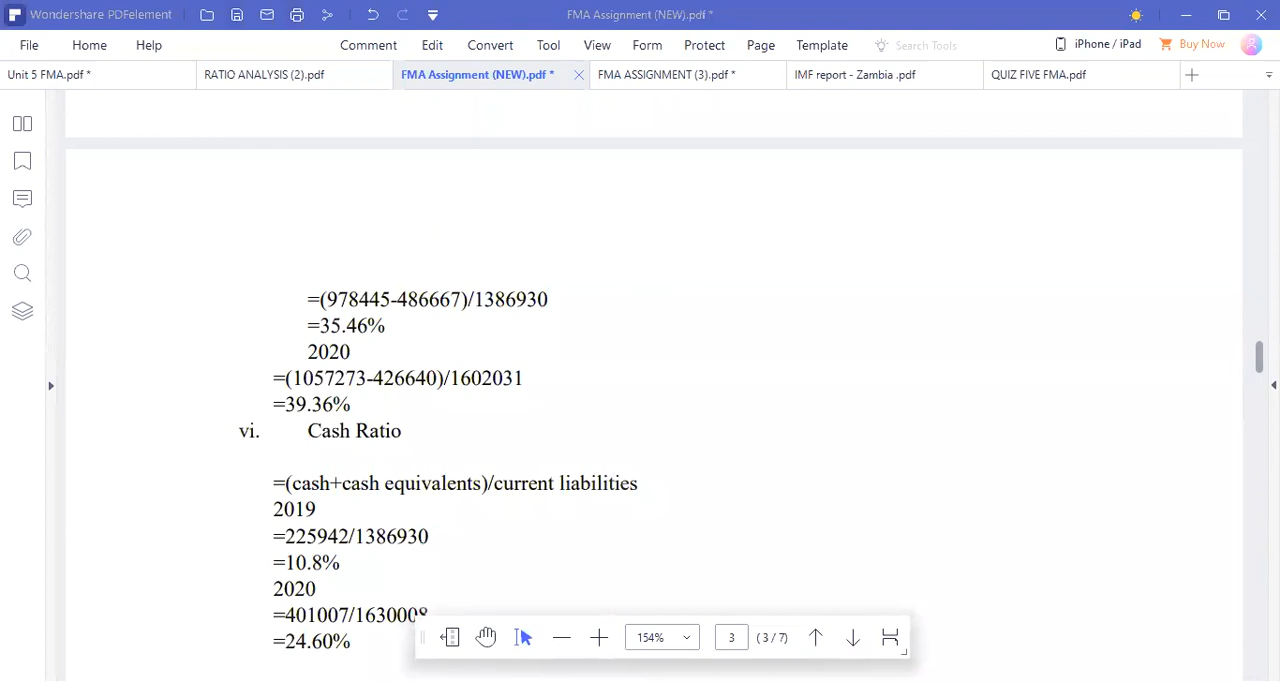 Wondershare PDFelement
FMA Assignment (NEW).pdf *
File Home Help Comment Edit Convert Tool View Form Protect Page Template Search Tools iPhone / iPad Buy Now
Unit 5 FMA.pdf * RATIO ANALYSIS (2).pdf FMA Assignment (NEW).pdf * FMA ASSIGNMENT (3).pdf * IMF report - Zambia .pdf QUIZ FIVE FMA.pdf
=(978445-486667)/1386930
=35.46%
2020
=(1057273-426640)/1602031
=39.36%
vi. Cash Ratio
=(cash+cash equivalents)/current liabilities
2019
=225942/1386930
=10.8%
2020
=401007/1630008
=24.60%
154% 3 (3 / 7)